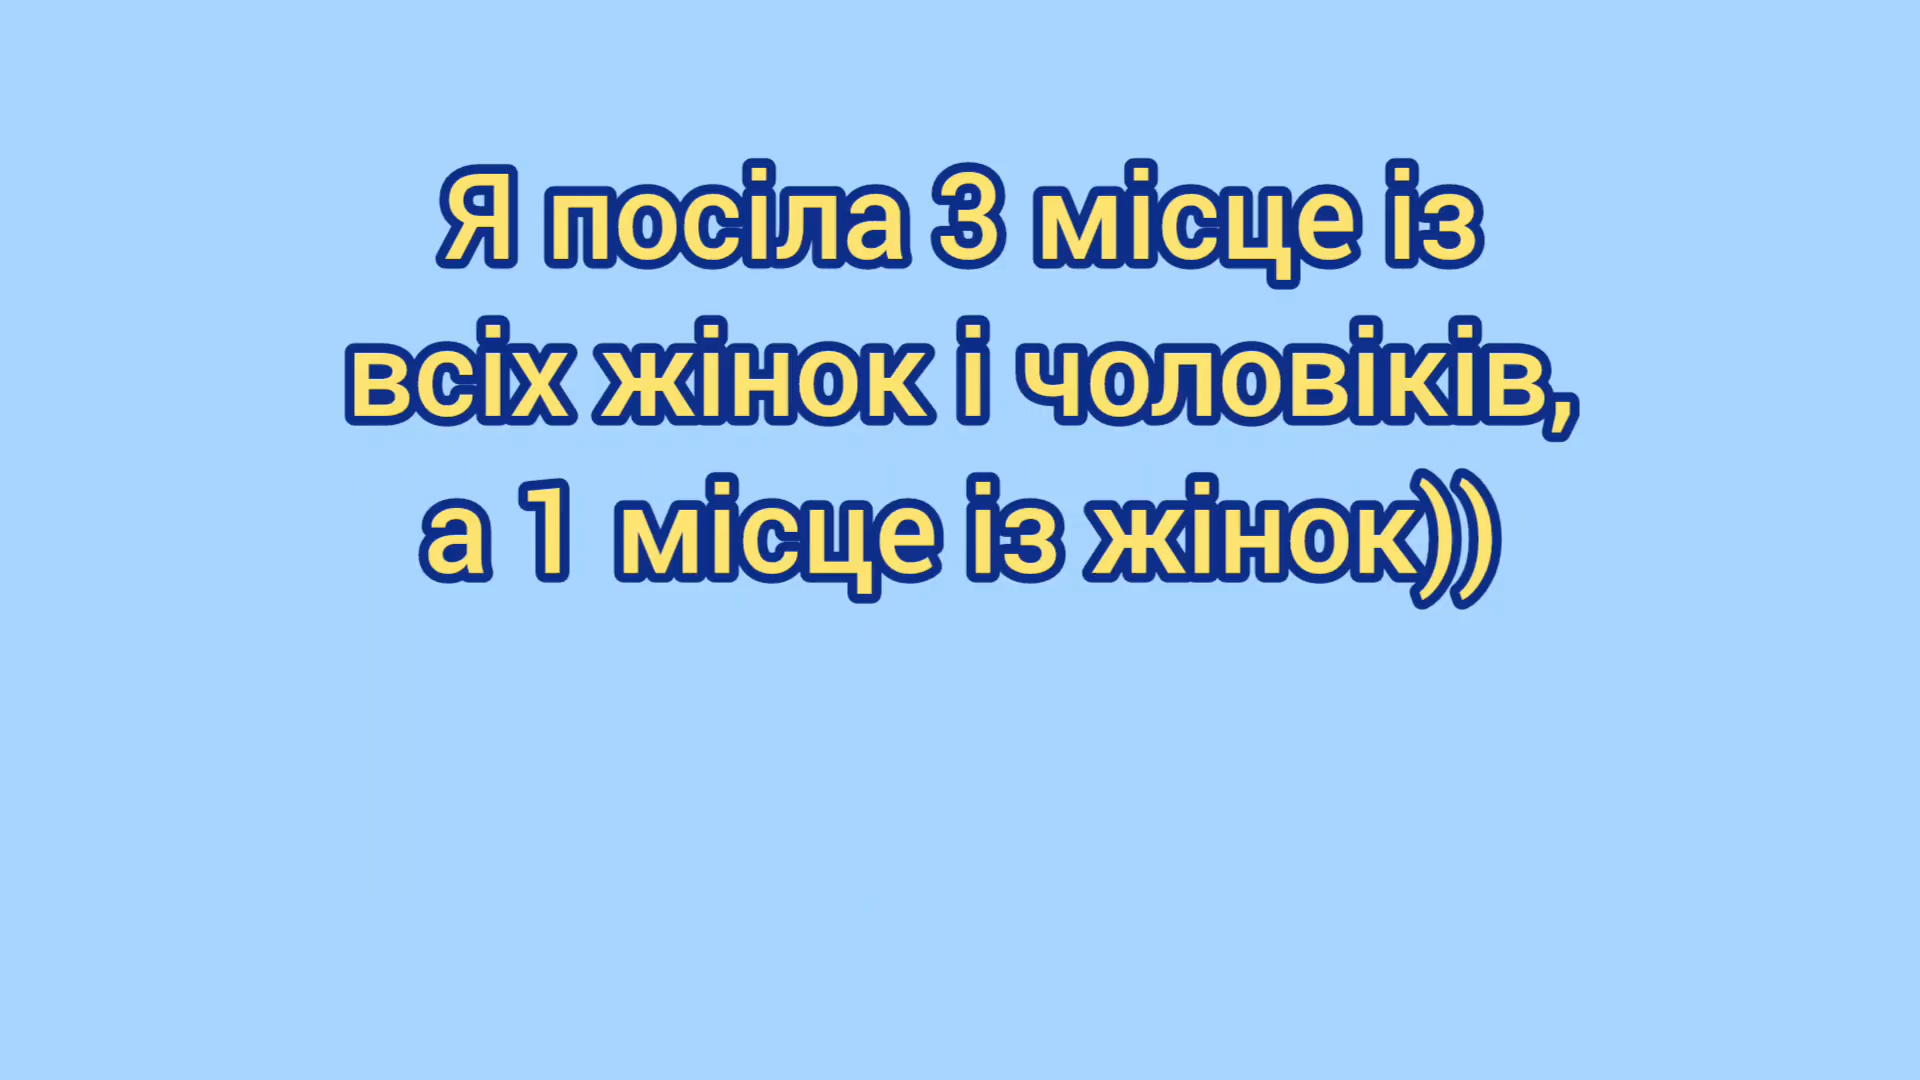 Я посіла 3 місце із
всіх жінок і чоловіків,
а 1 місце із жінок))